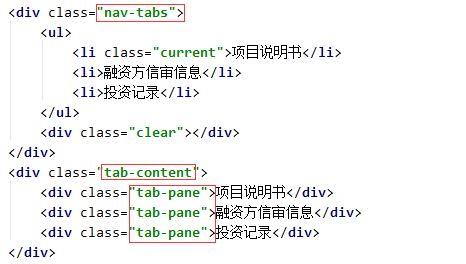 <div class="nav-tabs">
    <ul>
        <li class="current">项目说明书</li>
        <li>融资方信审信息</li>
        <li>投资记录</li>
    </ul>
    <div class="clear"></div>
</div>
<div class="tab-content">
    <div class="tab-pane">项目说明书</div>
    <div class="tab-pane">融资方信审信息</div>
    <div class="tab-pane">投资记录</div>
</div>